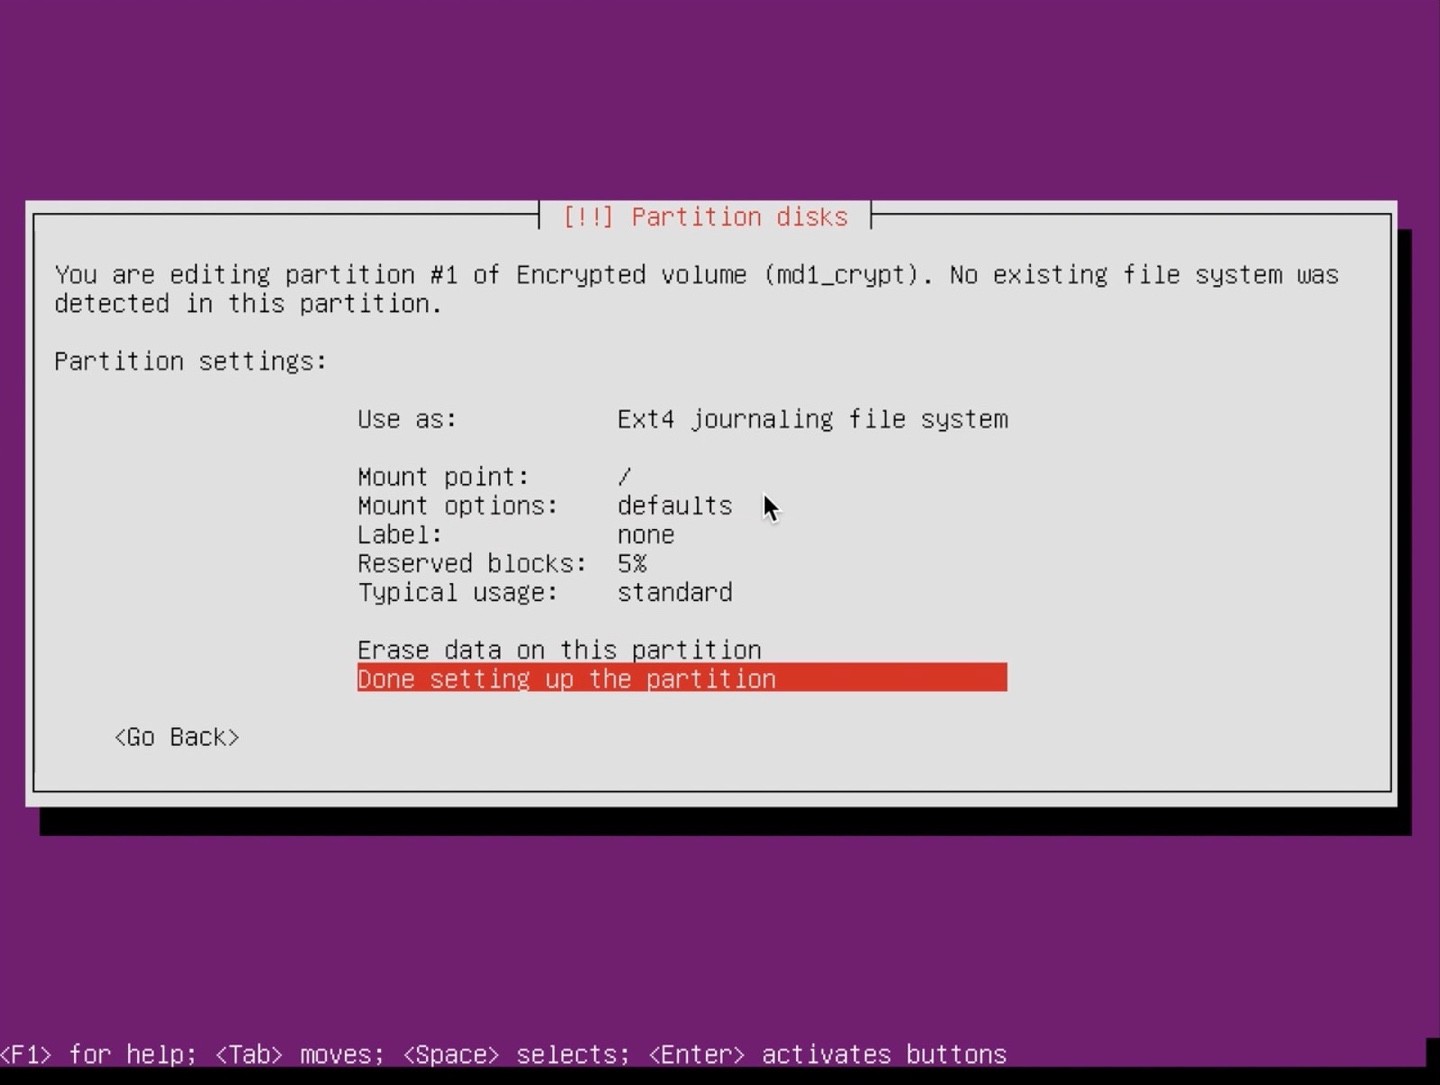 [!!] Partition disks
You are editing partition #1 of Encrypted volume (md1_crypt). No existing file system was
detected in this partition.
Partition settings:
Use as: Ext4 journaling file system
Mount point: /
Mount options: defaults
Label: none
Reserved blocks: 5%
Typical usage: standard
Erase data on this partition
Done setting up the partition
<Go Back>
<F1> for help; <Tab> moves; <Space> selects; <Enter> activates buttons